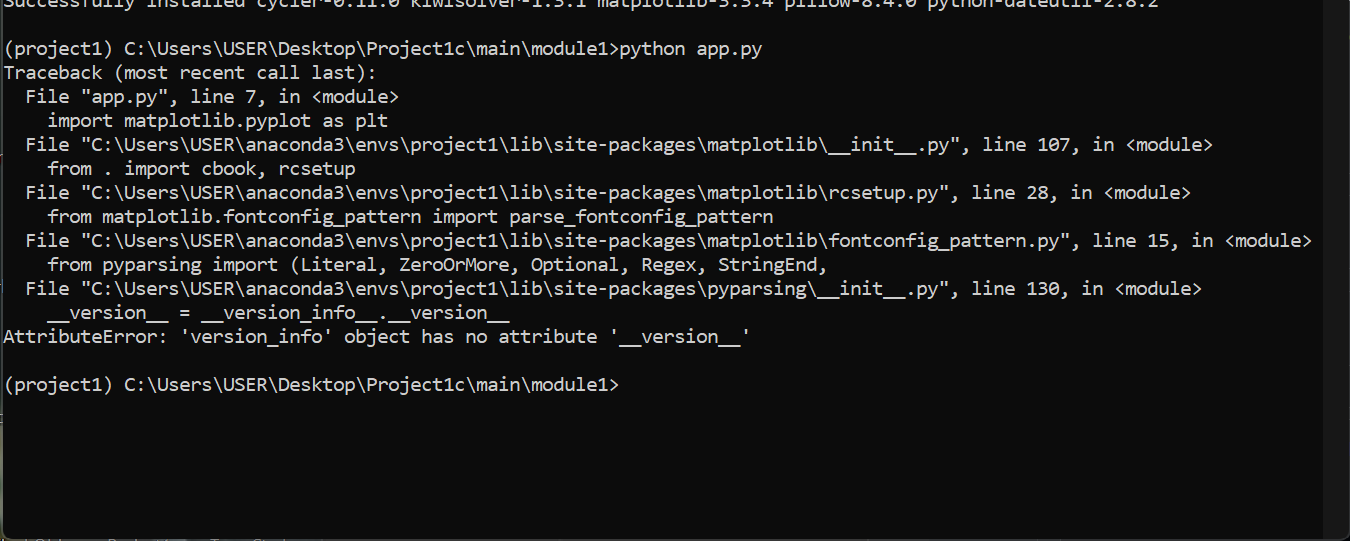 Successfully installed cycler-0.11.0 kiwisolver-1.3.1 matplotlib-3.3.4 pillow-8.4.0 python-dateutil-2.8.2
(project1) C:\Users\USER\Desktop\Project1c\main\module1>python app.py
Traceback (most recent call last):
  File "app.py", line 7, in <module>
    import matplotlib.pyplot as plt
  File "C:\Users\USER\anaconda3\envs\project1\lib\site-packages\matplotlib\__init__.py", line 107, in <module>
    from . import cbook, rcsetup
  File "C:\Users\USER\anaconda3\envs\project1\lib\site-packages\matplotlib\rcsetup.py", line 28, in <module>
    from matplotlib.fontconfig_pattern import parse_fontconfig_pattern
  File "C:\Users\USER\anaconda3\envs\project1\lib\site-packages\matplotlib\fontconfig_pattern.py", line 15, in <module>
    from pyparsing import (Literal, ZeroOrMore, Optional, Regex, StringEnd,
  File "C:\Users\USER\anaconda3\envs\project1\lib\site-packages\pyparsing\__init__.py", line 130, in <module>
    __version__ = __version_info__.__version__
AttributeError: 'version_info' object has no attribute '__version__'
(project1) C:\Users\USER\Desktop\Project1c\main\module1>